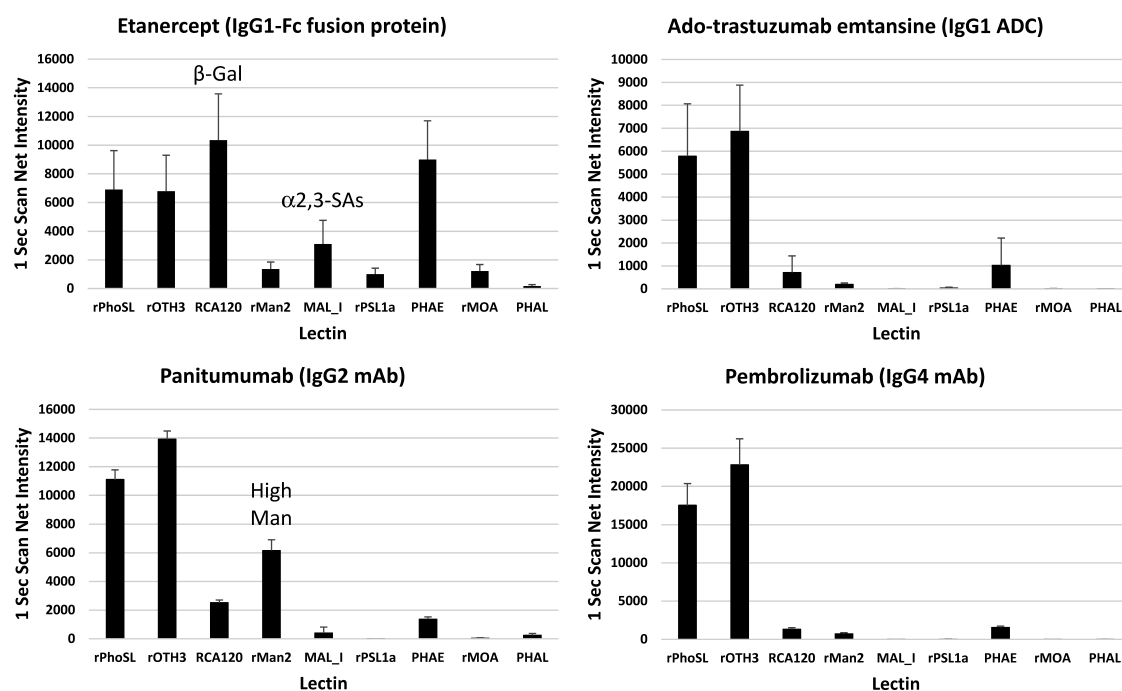 Etanercept (IgG1-Fc fusion protein)
1 Sec Scan Net Intensity
16000
14000
12000
10000
8000
6000
4000
2000
0
β-Gal
α2,3-SAs
rPhoSL rOTH3 RCA120 rMan2 MAL_I rPSL1a PHAE rMOA PHAL
Lectin
Ado-trastuzumab emtansine (IgG1 ADC)
1 Sec Scan Net Intensity
10000
9000
8000
7000
6000
5000
4000
3000
2000
1000
0
rPhoSL rOTH3 RCA120 rMan2 MAL_I rPSL1a PHAE rMOA PHAL
Lectin
Panitumumab (IgG2 mAb)
1 Sec Scan Net Intensity
16000
14000
12000
10000
8000
6000
4000
2000
0
High
Man
rPhoSL rOTH3 RCA120 rMan2 MAL_I rPSL1a PHAE rMOA PHAL
Lectin
Pembrolizumab (IgG4 mAb)
1 Sec Scan Net Intensity
30000
25000
20000
15000
10000
5000
0
rPhoSL rOTH3 RCA120 rMan2 MAL_I rPSL1a PHAE rMOA PHAL
Lectin